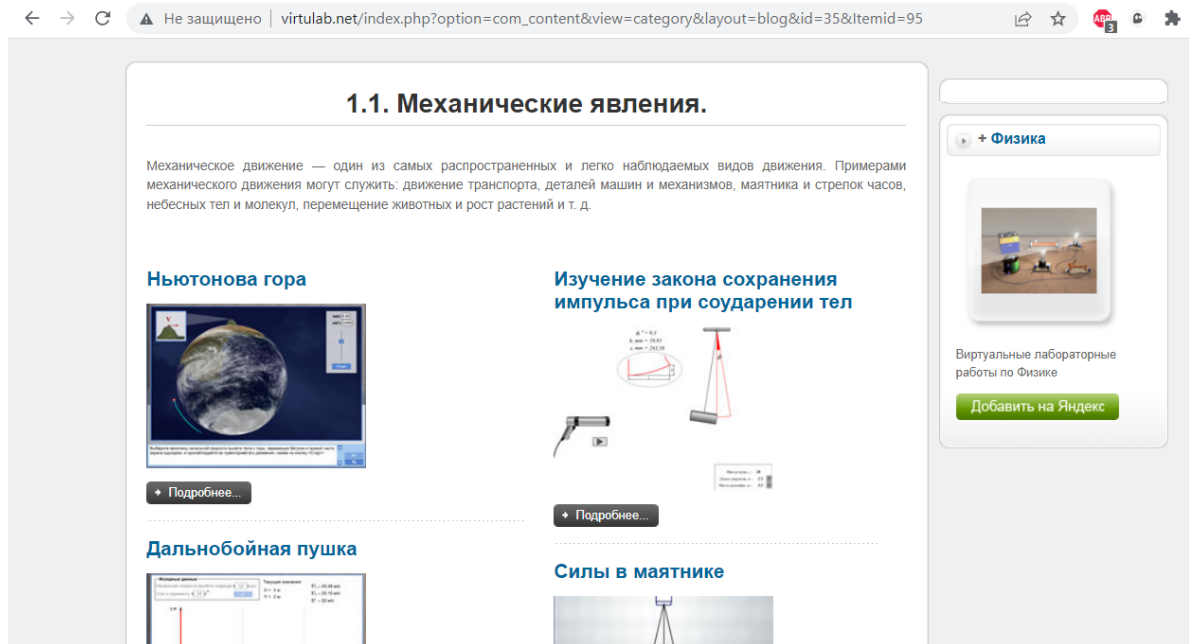 Не защищено
virtulab.net/index.php?option=com_content&view=category&layout=blog&id=35&Itemid=95
ABP
3
1.1. Механические явления.
Механическое движение — один из самых распространенных и легко наблюдаемых видов движения. Примерами
механического движения могут служить: движение транспорта, деталей машин и механизмов, маятника и стрелок часов,
небесных тел и молекул, перемещение животных и рост растений и т. д.
Ньютонова гора
V
Подробнее...
Дальнобойная пушка
Изучение закона сохранения
импульса при соударении тел
Подробнее...
Силы в маятнике
+ Физика
Виртуальные лабораторные
работы по Физике
Добавить на Яндекс